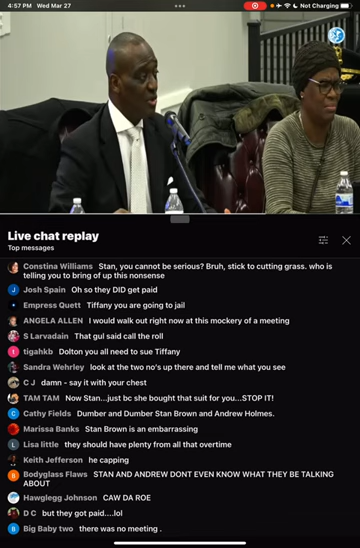 4:57 PM Wed Mar 27
Not Charging
Live chat replay
Top messages
Constina Williams Stan, you cannot be serious? Bruh, stick to cutting grass. who is
telling you to bring of up this nonsense
J Josh Spain Oh so they DID get paid
Empress Quett Tiffany you are going to jail
ANGELA ALLEN I would walk out right now at this mockery of a meeting
S Larvadain That gul said call the roll
t tigahkb Dolton you all need to sue Tiffany
Sandra Wehrley look at the two no's up there and tell me what you see
C J damn - say it with your chest
TAM TAM Now Stan...just bc she bought that suit for you...STOP IT!
C Cathy Fields Dumber and Dumber Stan Brown and Andrew Holmes.
Marissa Banks Stan Brown is an embarrassing
L Lisa little they should have plenty from all that overtime
Keith Jefferson he capping
B Bodyglass Flaws STAN AND ANDREW DONT EVEN KNOW WHAT THEY BE TALKING
ABOUT
Hawglegg Johnson CAW DA ROE
D C but they got paid....lol
B Big Baby two there was no meeting .